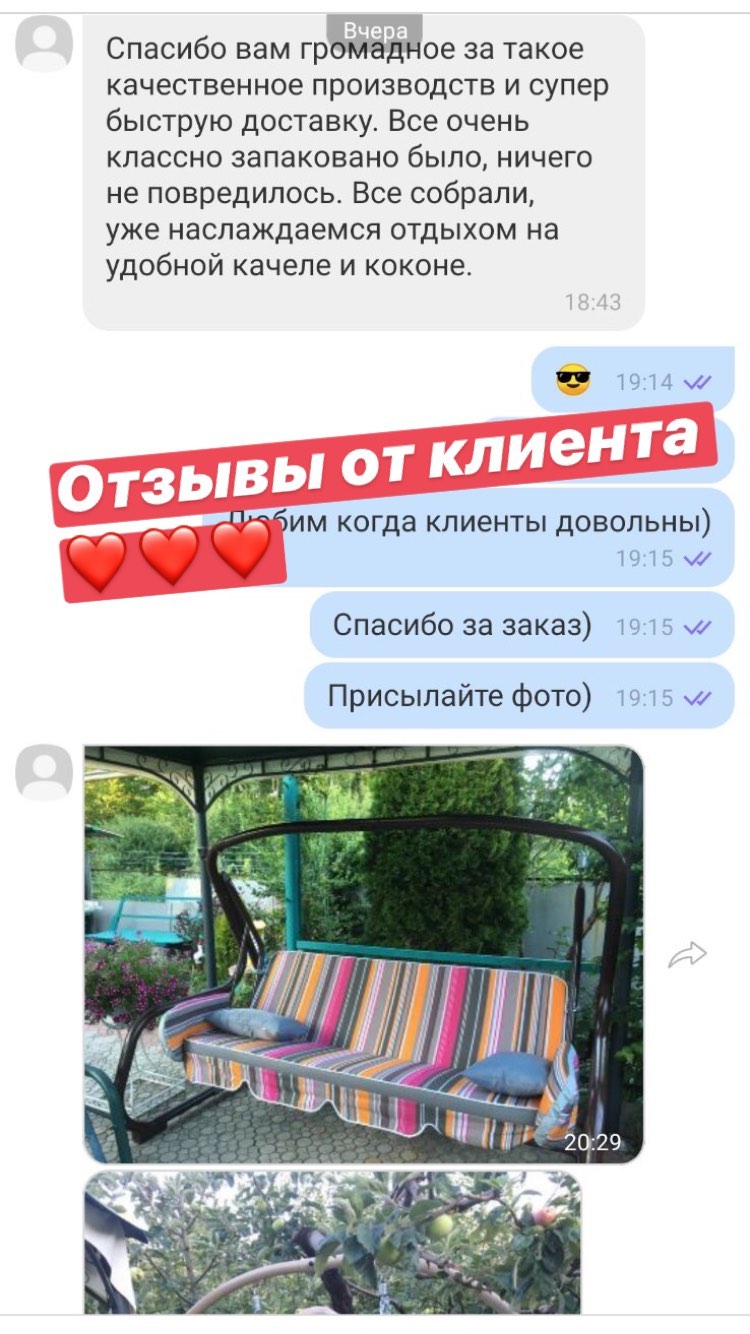 Вчера
Спасибо вам громадное за такое
качественное производств и супер
быструю доставку. Все очень
классно запаковано было, ничего
не повредилось. Все собрали,
уже наслаждаемся отдыхом на
удобной качеле и коконе.
18:43
😎 19:14
Отзывы от клиента
❤️❤️❤️
Любим когда клиенты довольны)
19:15
Спасибо за заказ) 19:15
Присылайте фото) 19:15
20:29